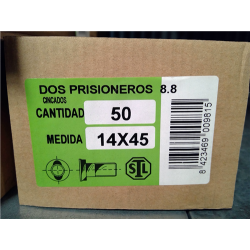 DOS PRISIONEROS 8.8
CINCADOS
CANTIDAD 50
MEDIDA 14X45
STL
8 423469 009815